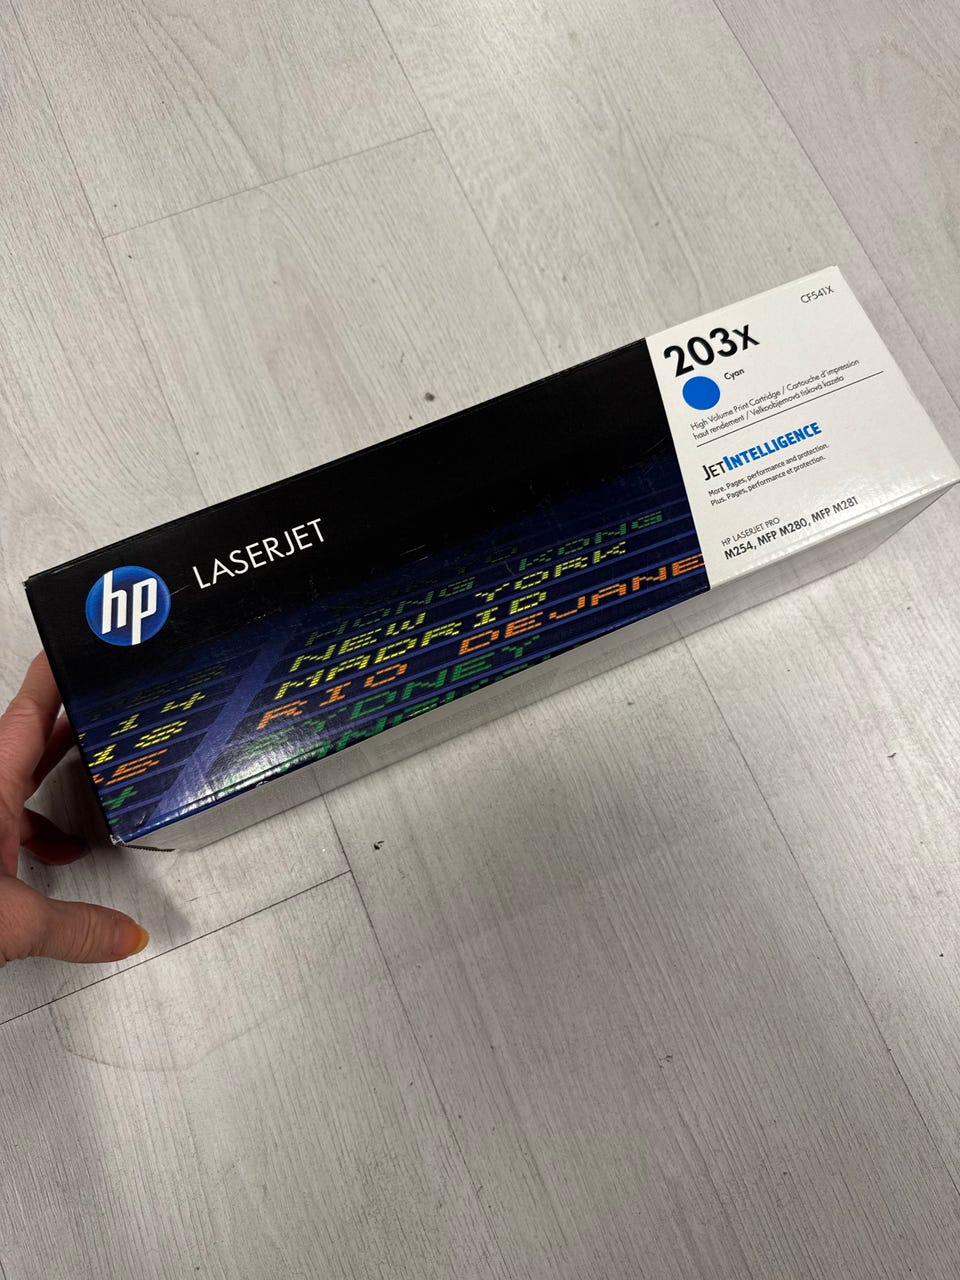 CF541X
203X
Cyan
High Volume Print Cartridge / Cartouche d'impression
haut rendement / Velkoobjemová tisková kazeta
JETINTELLIGENCE
More. Pages, performance and protection.
Plus. Pages, performance et protection.
HP LASERJET PRO
M254, MFP M280, MFP M281
hp
LASERJET
HONG KONG
NEW YORK
MADRID
RIO DEJANE
SYDNEY